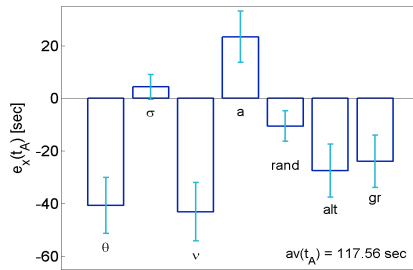 20
0
-20
-40
-60
e_x(t_A) [sec]
θ
σ
ν
a
rand
alt
gr
av(t_A) = 117.56 sec